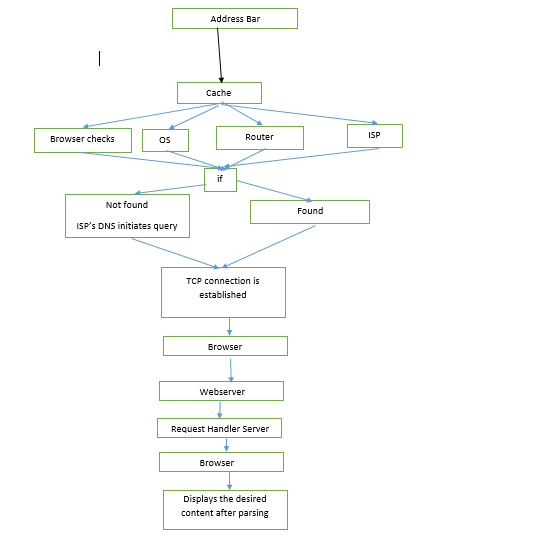 Address Bar
Cache
Browser checks
OS
Router
ISP
if
Not found
ISP's DNS initiates query
Found
TCP connection is
established
Browser
Webserver
Request Handler Server
Browser
Displays the desired
content after parsing